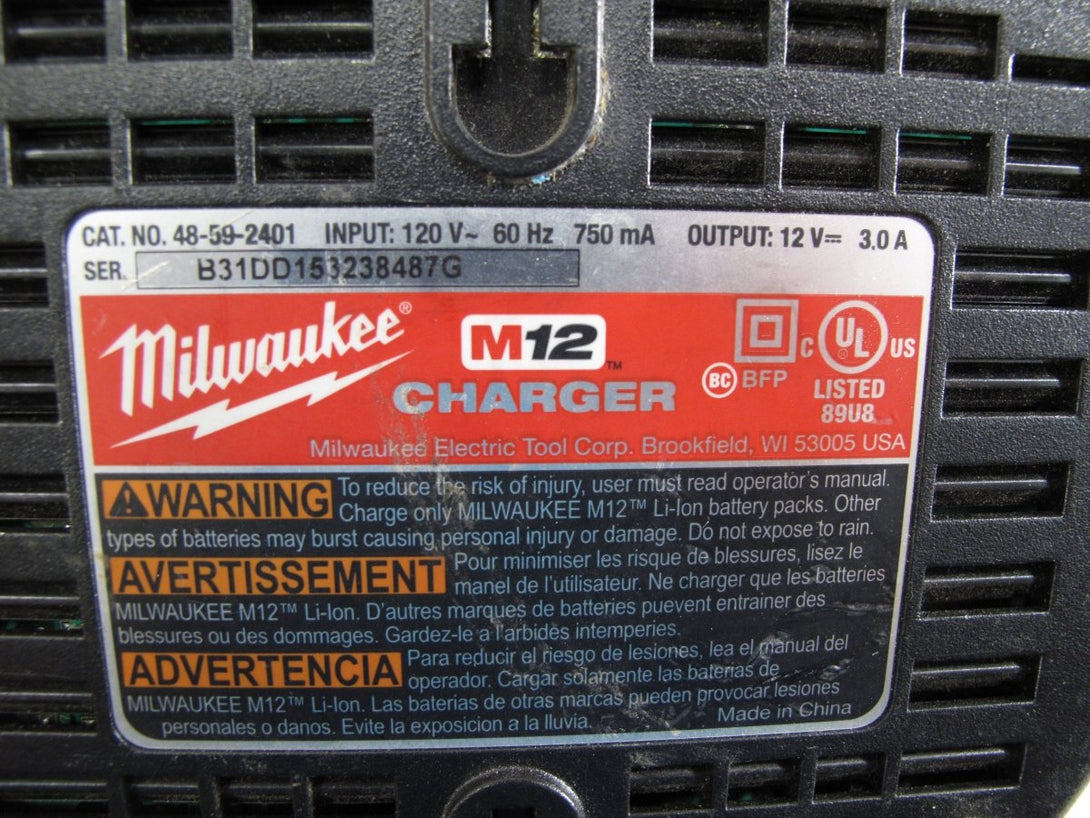 CAT. NO. 48-59-2401 INPUT: 120 V~ 60 Hz 750 mA OUTPUT: 12 V⎓ 3.0 A
SER. B31DD153238487G
Milwaukee®
M12™
CHARGER
BC BFP
C UL US
LISTED
89U8
Milwaukee Electric Tool Corp. Brookfield, WI 53005 USA
⚠WARNING To reduce the risk of injury, user must read operator's manual.
Charge only MILWAUKEE M12™ Li-Ion battery packs. Other
types of batteries may burst causing personal injury or damage. Do not expose to rain.
AVERTISSEMENT Pour minimiser les risque de blessures, lisez le
manel de l'utilisateur. Ne charger que les batteries
MILWAUKEE M12™ Li-Ion. D'autres marques de batteries puevent entrainer des
blessures ou des dommages. Gardez-le a l'arbides intemperies.
ADVERTENCIA Para reducir el riesgo de lesiones, lea el manual del
operador. Cargar solamente las baterias de
MILWAUKEE M12™ Li-Ion. Las baterias de otras marcas pueden provocar lesiones
personales o danos. Evite la exposicion a la lluvia. Made in China